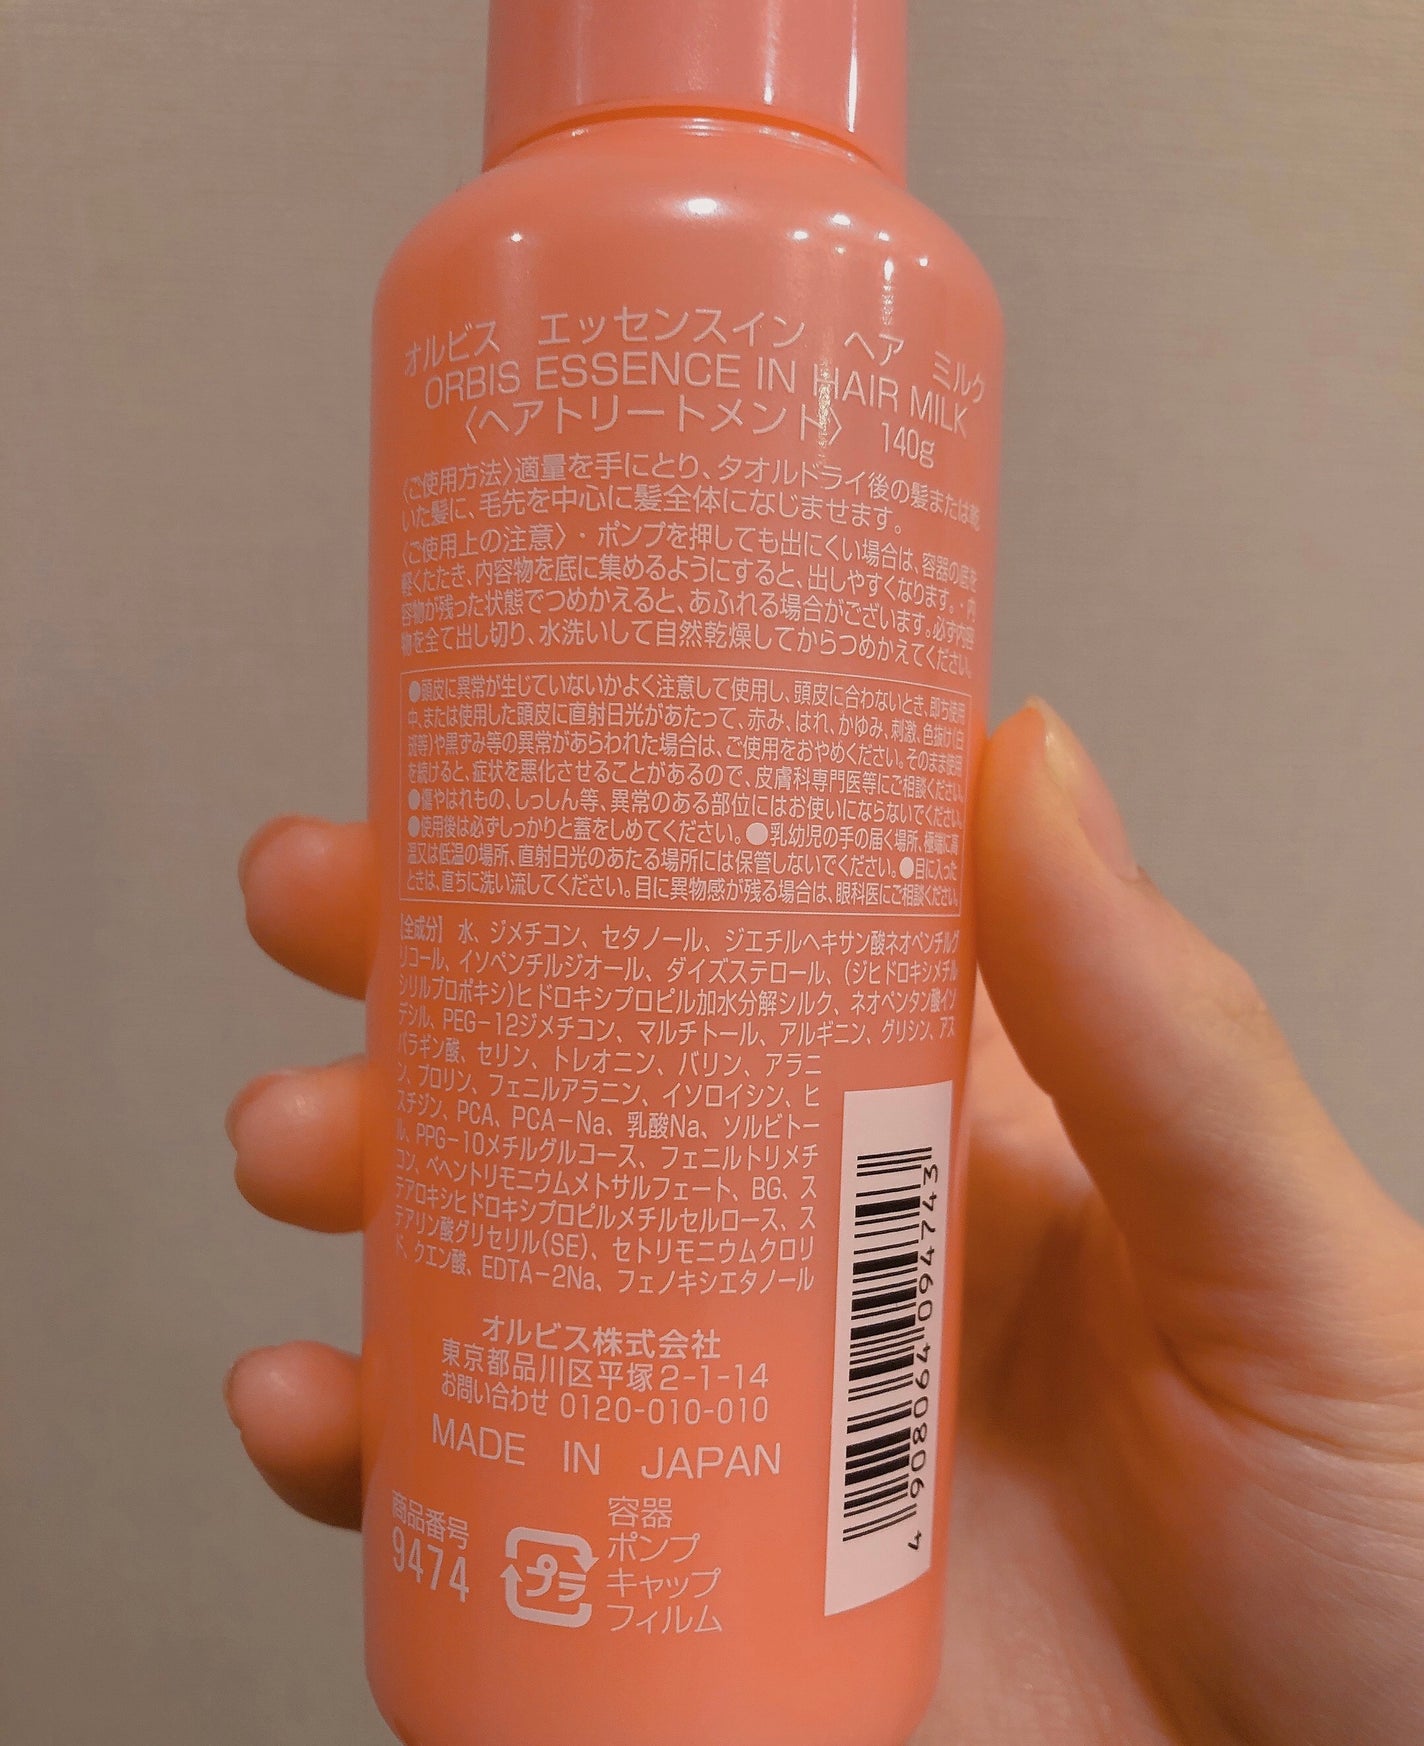 オルビス　エッセンスイン　ヘア　ミルク
ORBIS ESSENCE IN HAIR MILK
〈ヘアトリートメント〉 140g
〈ご使用方法〉適量を手にとり、タオルドライ後の髪または乾
いた髪に、毛先を中心に髪全体になじませます。
〈ご使用上の注意〉・ポンプを押しても出にくい場合は、容器の底を
軽くたたき、内容物を底に集めるようにすると、出しやすくなります。・内
容物が残った状態でつめかえると、あふれる場合がございます。必ず内容
物を全て出し切り、水洗いして自然乾燥してからつめかえてください。
●頭皮に異常が生じていないかよく注意して使用し、頭皮に合わないとき、即ち使用
中、または使用した頭皮に直射日光があたって、赤み、はれ、かゆみ、刺激、色抜け(白
斑等)や黒ずみ等の異常があらわれた場合は、ご使用をおやめください。そのまま使用
を続けると、症状を悪化させることがあるので、皮膚科専門医等にご相談ください。
●傷やはれもの、しっしん等、異常のある部位にはお使いにならないでください。
●使用後は必ずしっかりと蓋をしめてください。●乳幼児の手の届く場所、極端に高
温又は低温の場所、直射日光のあたる場所には保管しないでください。●目に入った
ときは、直ちに洗い流してください。目に異物感が残る場合は、眼科医にご相談ください。
【全成分】 水、ジメチコン、セタノール、ジエチルヘキサン酸ネオペンチルグ
リコール、イソペンチルジオール、ダイズステロール、(ジヒドロキシメチル
シリルプロポキシ)ヒドロキシプロピル加水分解シルク、ネオペンタン酸イソ
デシル、PEG－12ジメチコン、マルチトール、アルギニン、グリシン、アス
パラギン酸、セリン、トレオニン、バリン、アラニ
ン、プロリン、フェニルアラニン、イソロイシン、ヒ
スチジン、PCA、PCA－Na、乳酸Na、ソルビトー
ル、PPG－10メチルグルコース、フェニルトリメチ
コン、ベヘントリモニウムメトサルフェート、BG、ス
テアロキシヒドロキシプロピルメチルセルロース、ス
テアリン酸グリセリル(SE)、セトリモニウムクロリ
ド、クエン酸、EDTA－2Na、フェノキシエタノール
オルビス株式会社
東京都品川区平塚2-1-14
お問い合わせ 0120-010-010
MADE IN JAPAN
商品番号
9474
プラ
容器
ポンプ
キャップ
フィルム
4908064094743